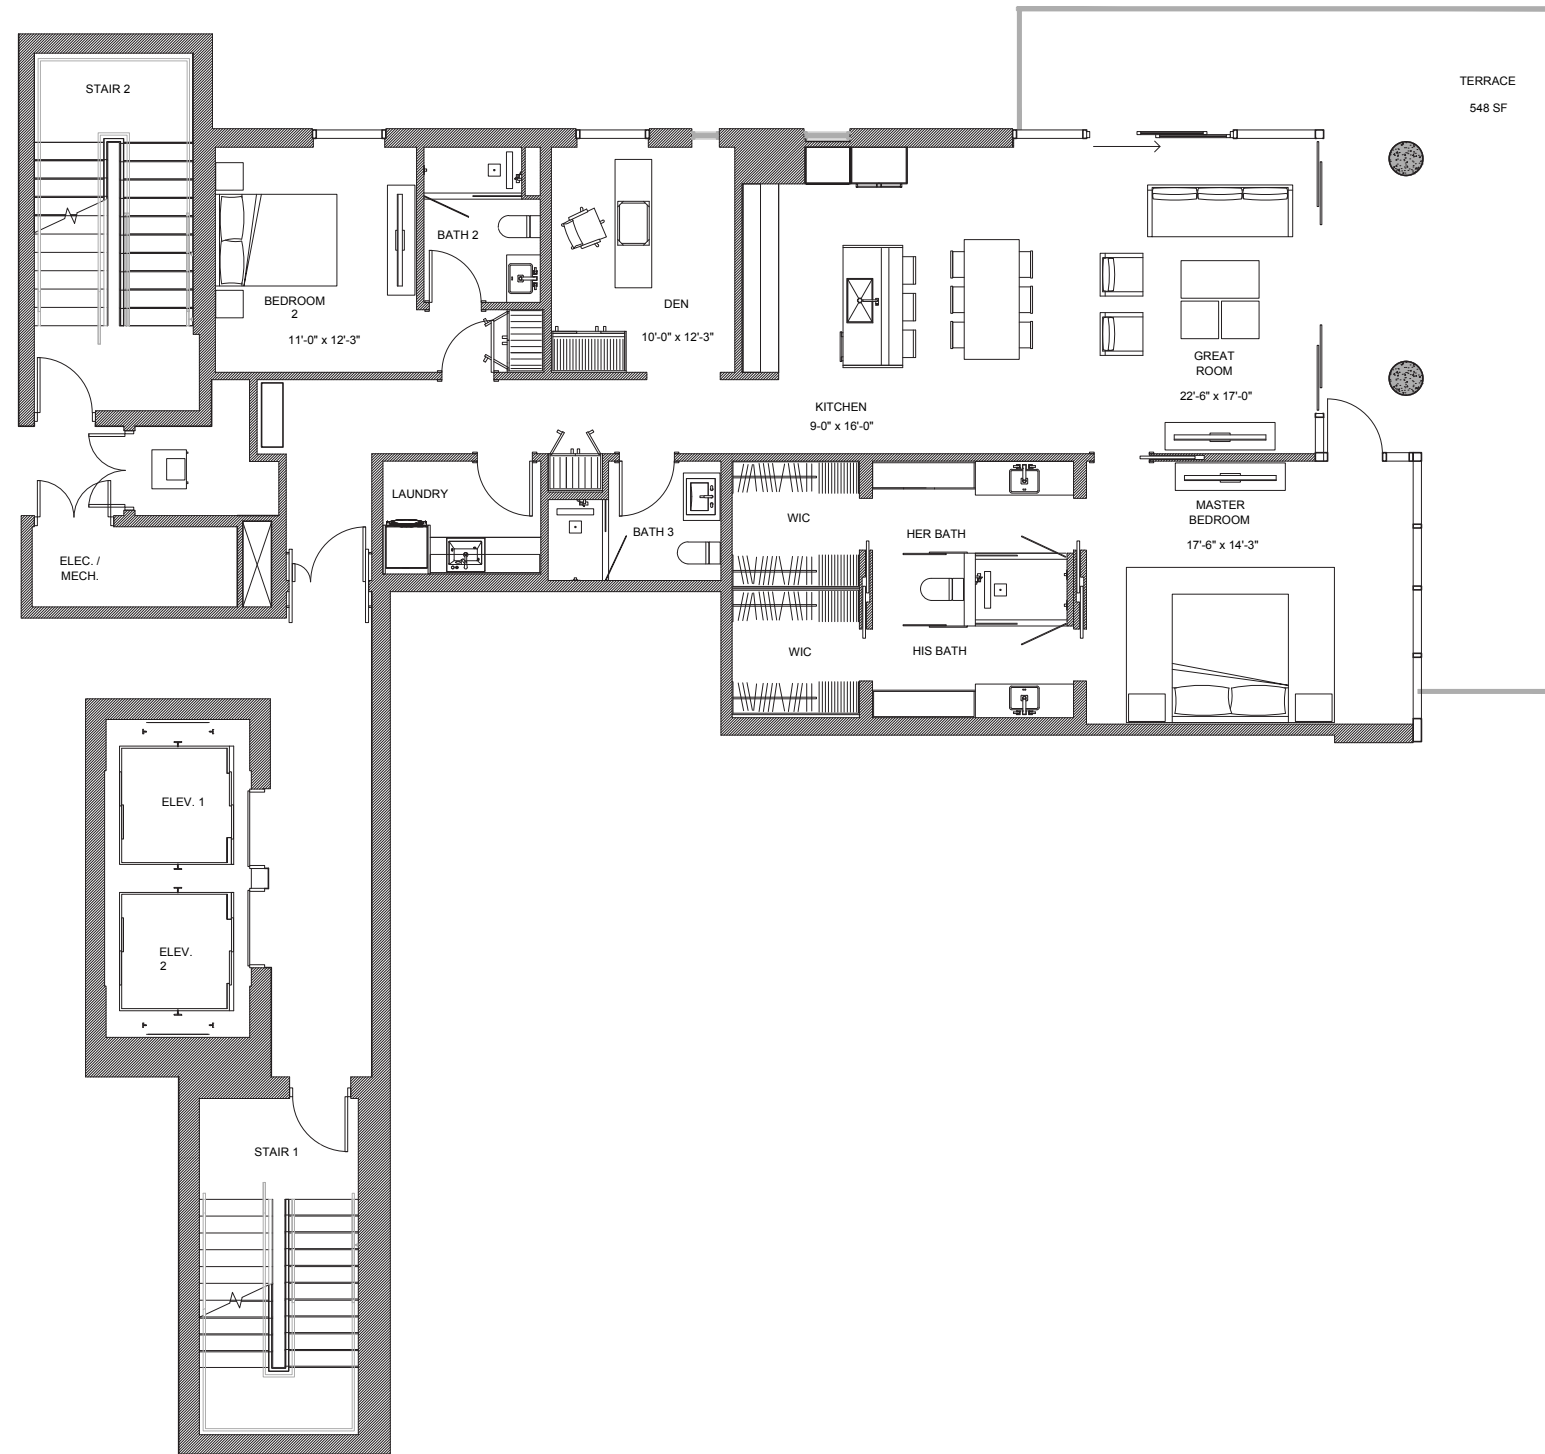 TERRACE
548 SF
STAIR 2
BATH 2
BEDROOM
2
11'-0" x 12'-3"
DEN
10'-0" x 12'-3"
GREAT
ROOM
22'-6" x 17'-0"
KITCHEN
9-0" x 16'-0"
LAUNDRY
BATH 3
WIC
HER BATH
MASTER
BEDROOM
17'-6" x 14'-3"
ELEC. /
MECH.
WIC
HIS BATH
ELEV. 1
ELEV.
2
STAIR 1